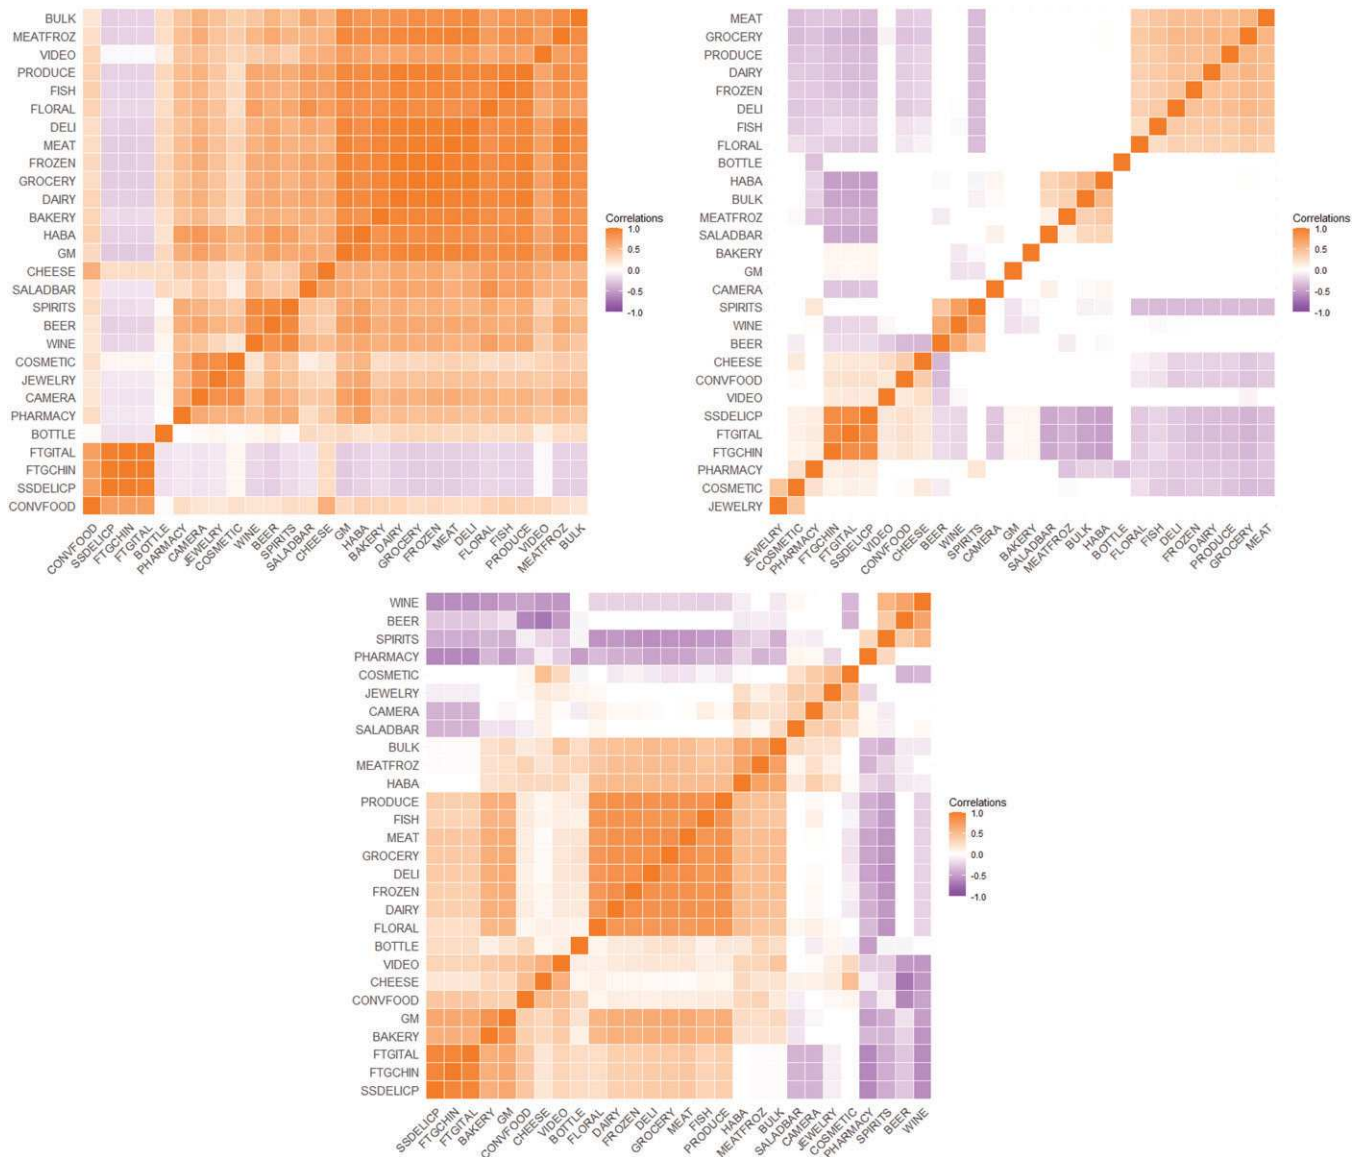 BULK
MEATFROZ
VIDEO
PRODUCE
FISH
FLORAL
DELI
MEAT
FROZEN
GROCERY
DAIRY
BAKERY
HABA
GM
CHEESE
SALADBAR
SPIRITS
BEER
WINE
COSMETIC
JEWELRY
CAMERA
PHARMACY
BOTTLE
FTGITAL
FTGCHIN
SSDELICP
CONVFOOD
CONVFOOD
SSDELICP
FTGCHIN
FTGITAL
BOTTLE
PHARMACY
CAMERA
JEWELRY
COSMETIC
WINE
BEER
SPIRITS
SALADBAR
CHEESE
GM
HABA
BAKERY
DAIRY
GROCERY
FROZEN
MEAT
DELI
FLORAL
FISH
PRODUCE
VIDEO
MEATFROZ
BULK
Correlations
1.0
0.5
0.0
-0.5
-1.0
MEAT
GROCERY
PRODUCE
DAIRY
FROZEN
DELI
FISH
FLORAL
BOTTLE
HABA
BULK
MEATFROZ
SALADBAR
BAKERY
GM
CAMERA
SPIRITS
WINE
BEER
CHEESE
CONVFOOD
VIDEO
SSDELICP
FTGITAL
FTGCHIN
PHARMACY
COSMETIC
JEWELRY
JEWELRY
COSMETIC
PHARMACY
FTGCHIN
FTGITAL
SSDELICP
VIDEO
CONVFOOD
CHEESE
BEER
WINE
SPIRITS
CAMERA
GM
BAKERY
SALADBAR
MEATFROZ
BULK
HABA
BOTTLE
FLORAL
FISH
DELI
FROZEN
DAIRY
PRODUCE
GROCERY
MEAT
Correlations
1.0
0.5
0.0
-0.5
-1.0
WINE
BEER
SPIRITS
PHARMACY
COSMETIC
JEWELRY
CAMERA
SALADBAR
BULK
MEATFROZ
HABA
PRODUCE
FISH
MEAT
GROCERY
DELI
FROZEN
DAIRY
FLORAL
BOTTLE
VIDEO
CHEESE
CONVFOOD
GM
BAKERY
FTGITAL
FTGCHIN
SSDELICP
SSDELICP
FTGCHIN
FTGITAL
BAKERY
GM
CONVFOOD
CHEESE
VIDEO
BOTTLE
FLORAL
DAIRY
FROZEN
DELI
GROCERY
MEAT
FISH
PRODUCE
HABA
MEATFROZ
BULK
SALADBAR
CAMERA
JEWELRY
COSMETIC
PHARMACY
SPIRITS
BEER
WINE
Correlations
1.0
0.5
0.0
-0.5
-1.0